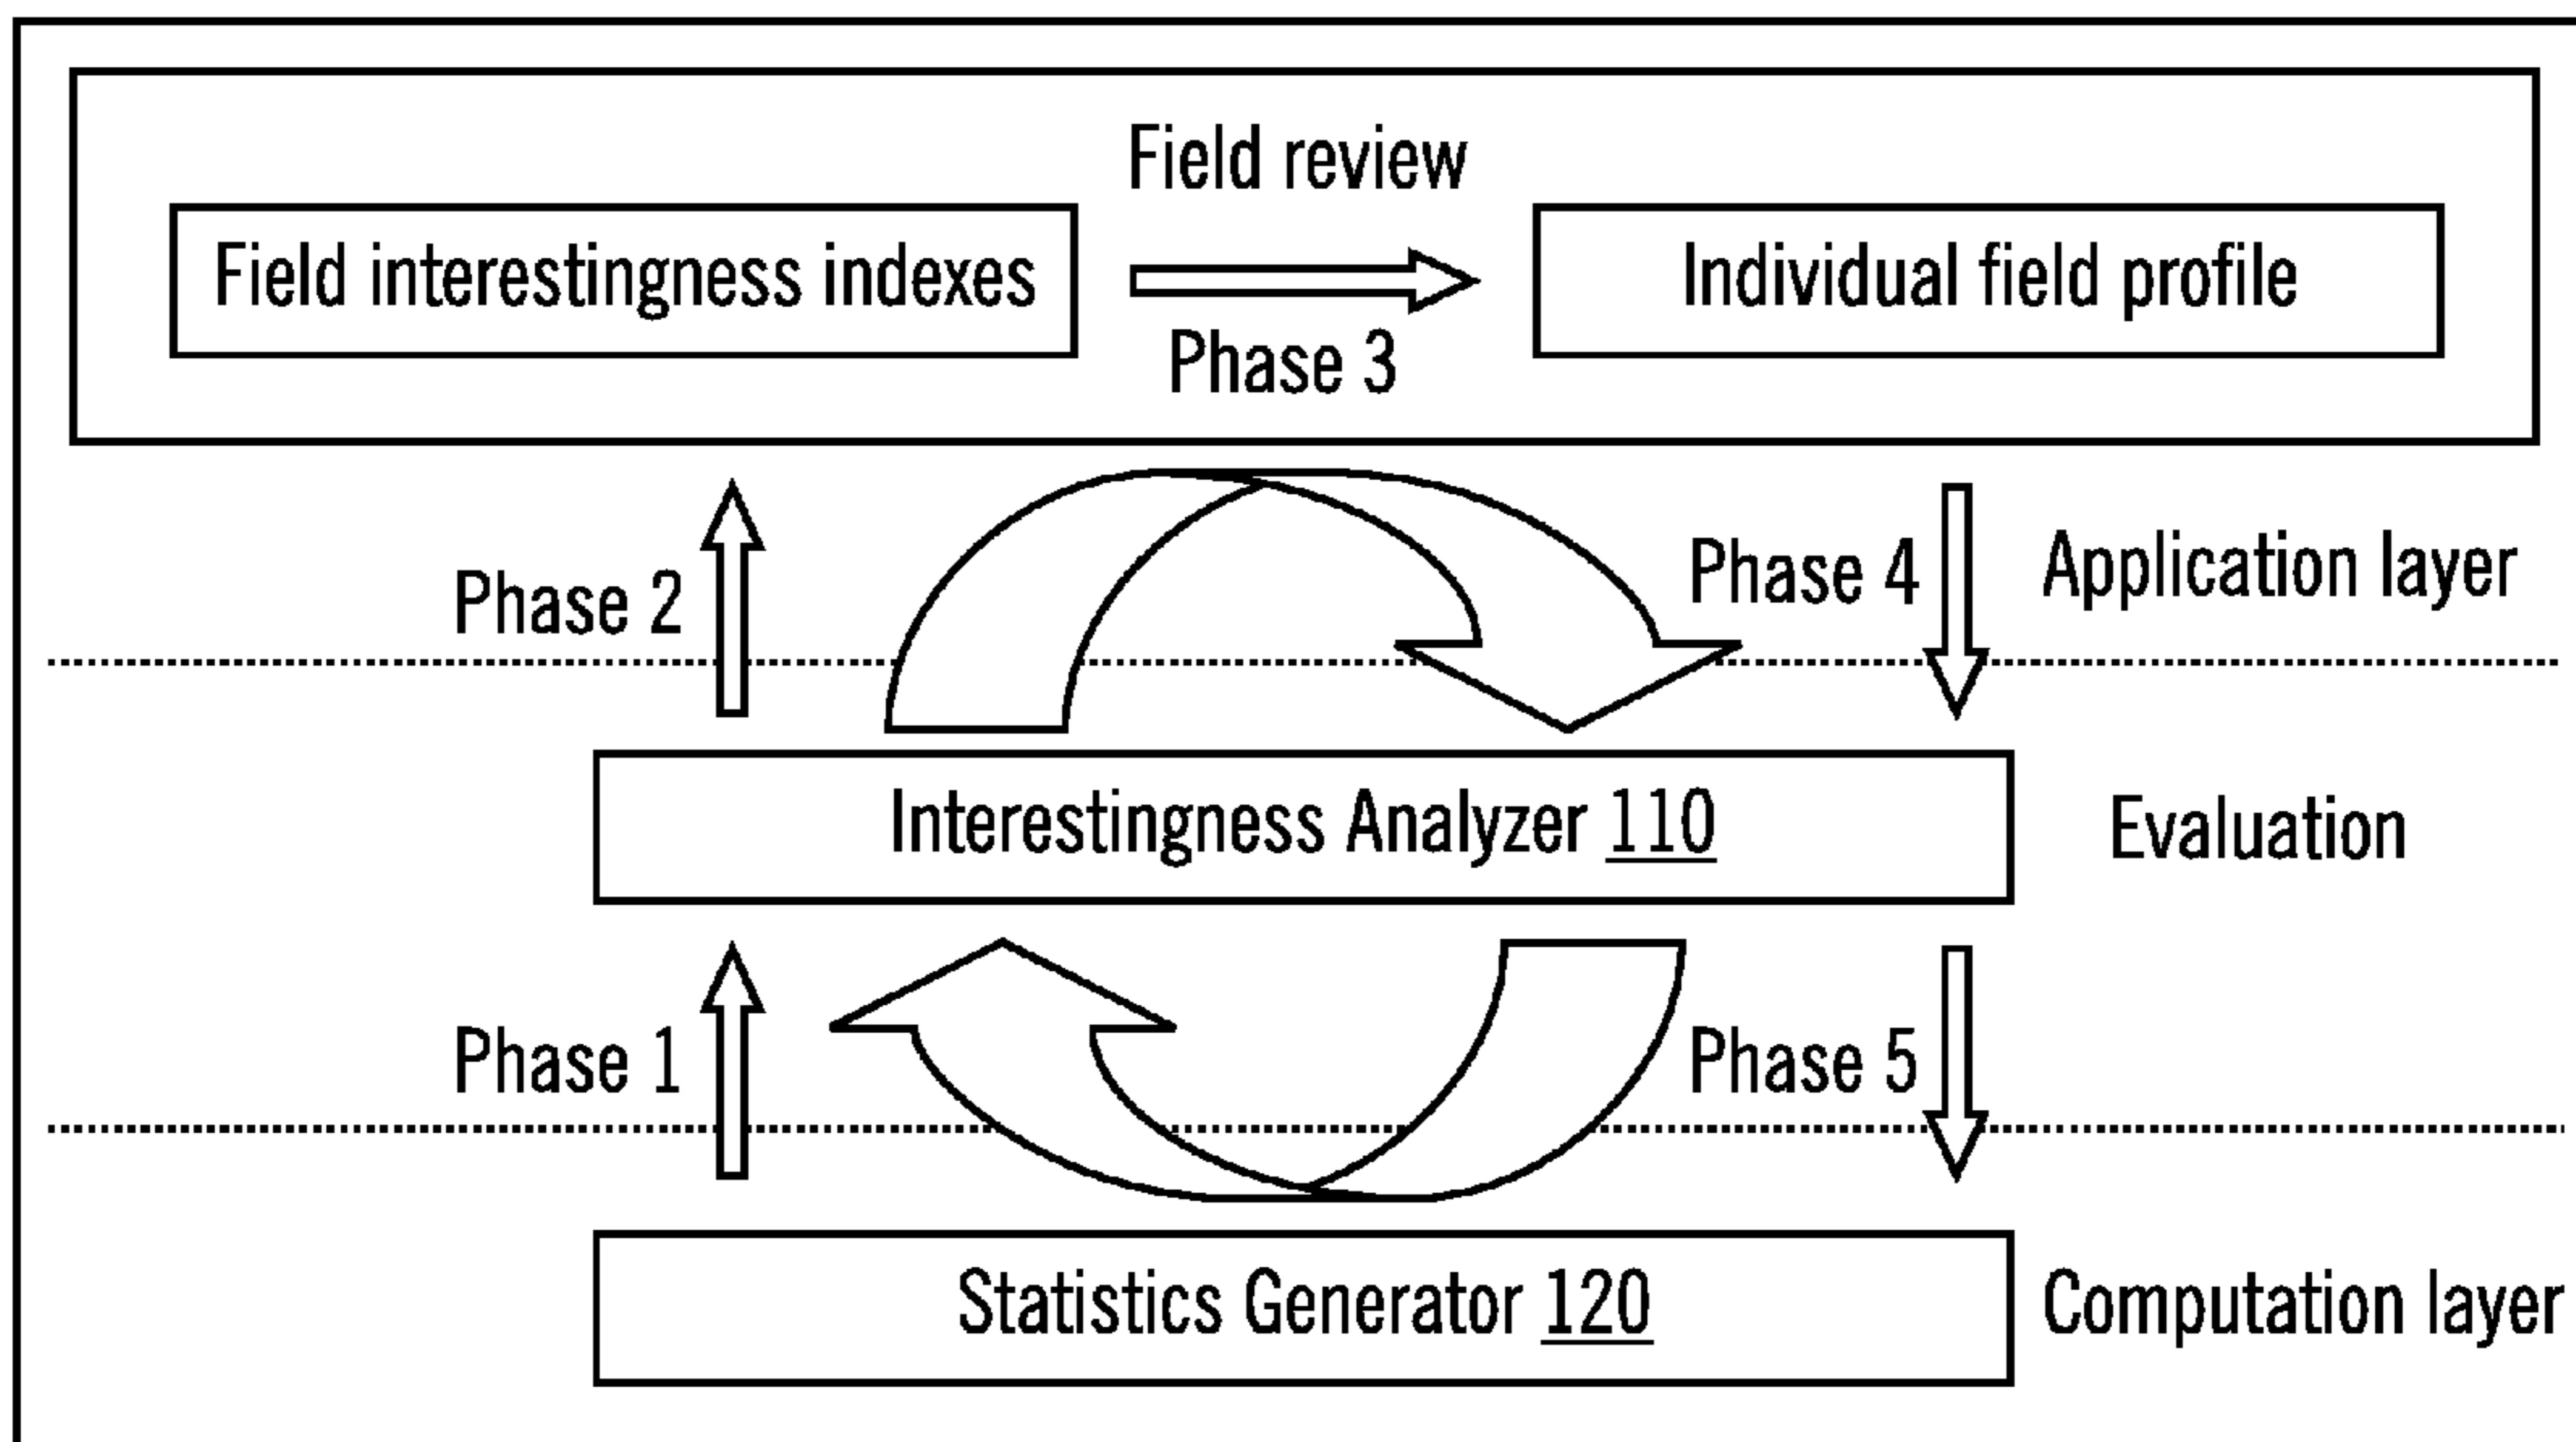 Field review
Field interestingness indexes
Individual field profile
Phase 3
Phase 2
Phase 4
Application layer
Interestingness Analyzer 110
Evaluation
Phase 1
Phase 5
Statistics Generator 120
Computation layer